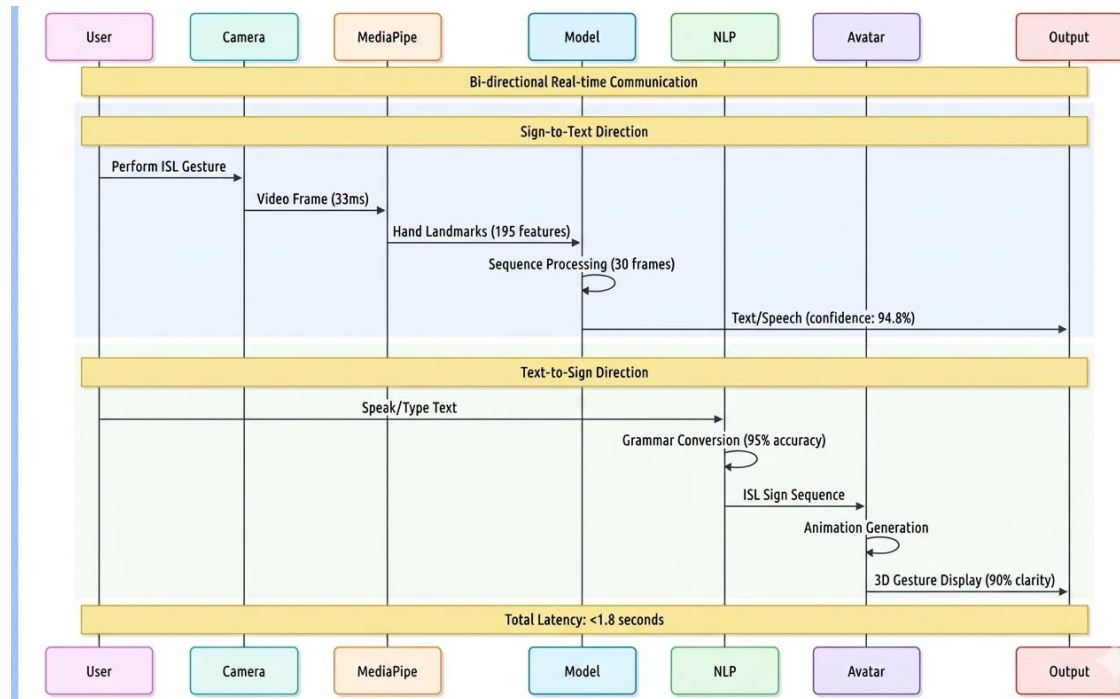 User
Camera
MediaPipe
Model
NLP
Avatar
Output
Bi-directional Real-time Communication
Sign-to-Text Direction
Perform ISL Gesture
Video Frame (33ms)
Hand Landmarks (195 features)
Sequence Processing (30 frames)
Text/Speech (confidence: 94.8%)
Text-to-Sign Direction
Speak/Type Text
Grammar Conversion (95% accuracy)
ISL Sign Sequence
Animation Generation
3D Gesture Display (90% clarity)
Total Latency: <1.8 seconds
User
Camera
MediaPipe
Model
NLP
Avatar
Output